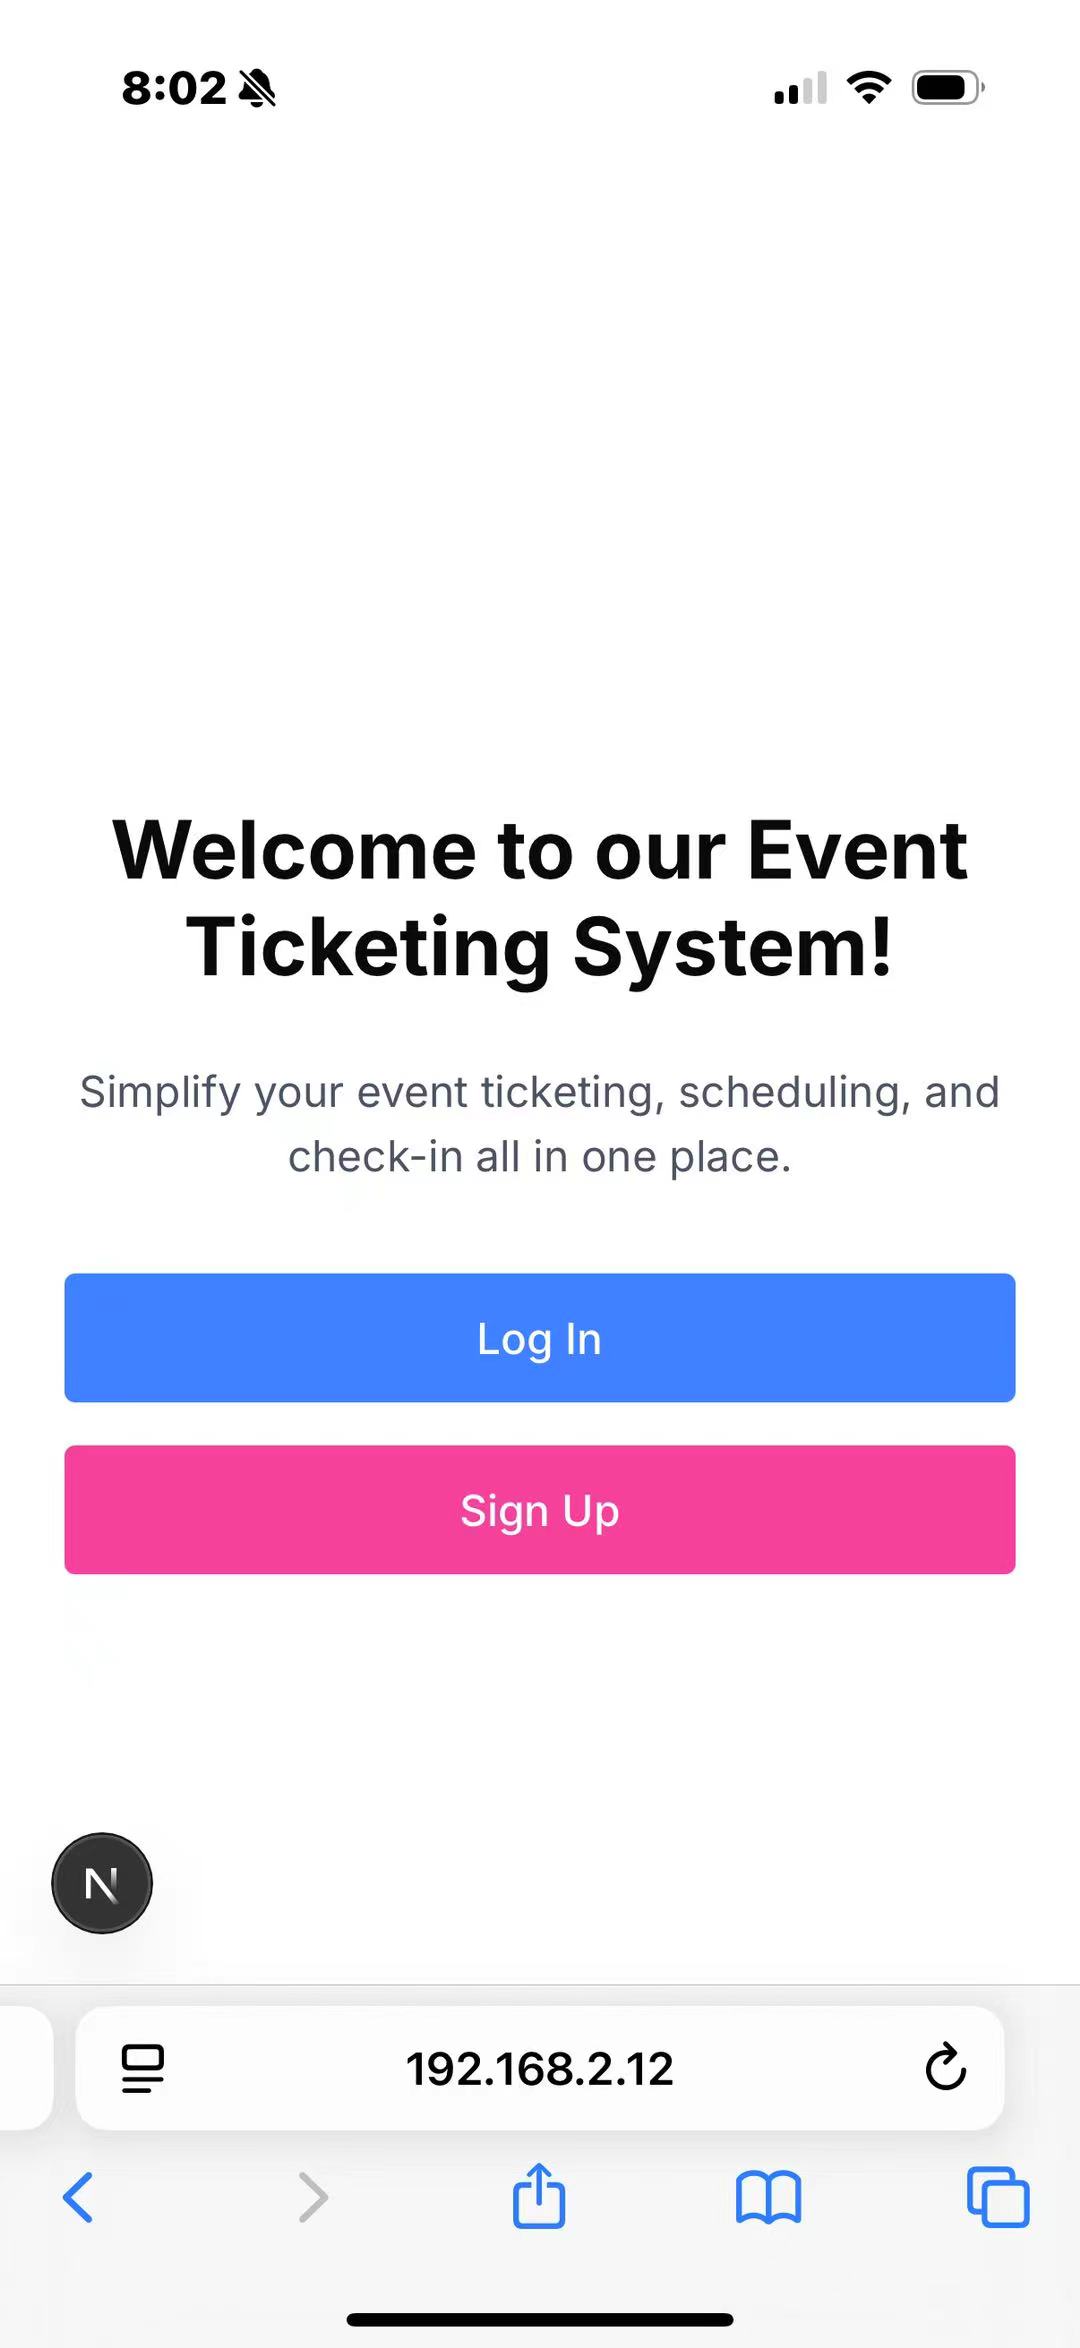 8:02
Welcome to our Event
Ticketing System!
Simplify your event ticketing, scheduling, and
check-in all in one place.
Log In
Sign Up
N
192.168.2.12